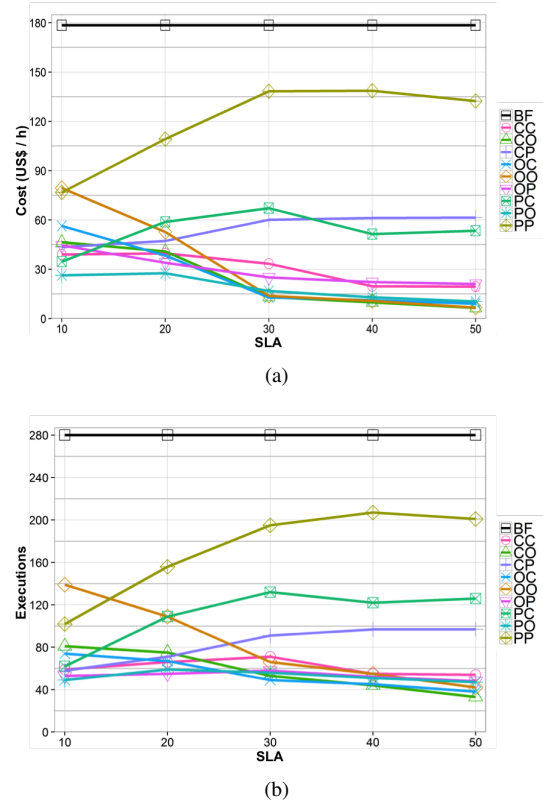 180
150
120
90
60
30
0
Cost (US$ / h)
10 20 30 40 50
SLA
BF
CC
CO
CP
OC
OO
OP
PC
PO
PP
(a)
280
240
200
160
120
80
40
0
Executions
10 20 30 40 50
SLA
BF
CC
CO
CP
OC
OO
OP
PC
PO
PP
(b)